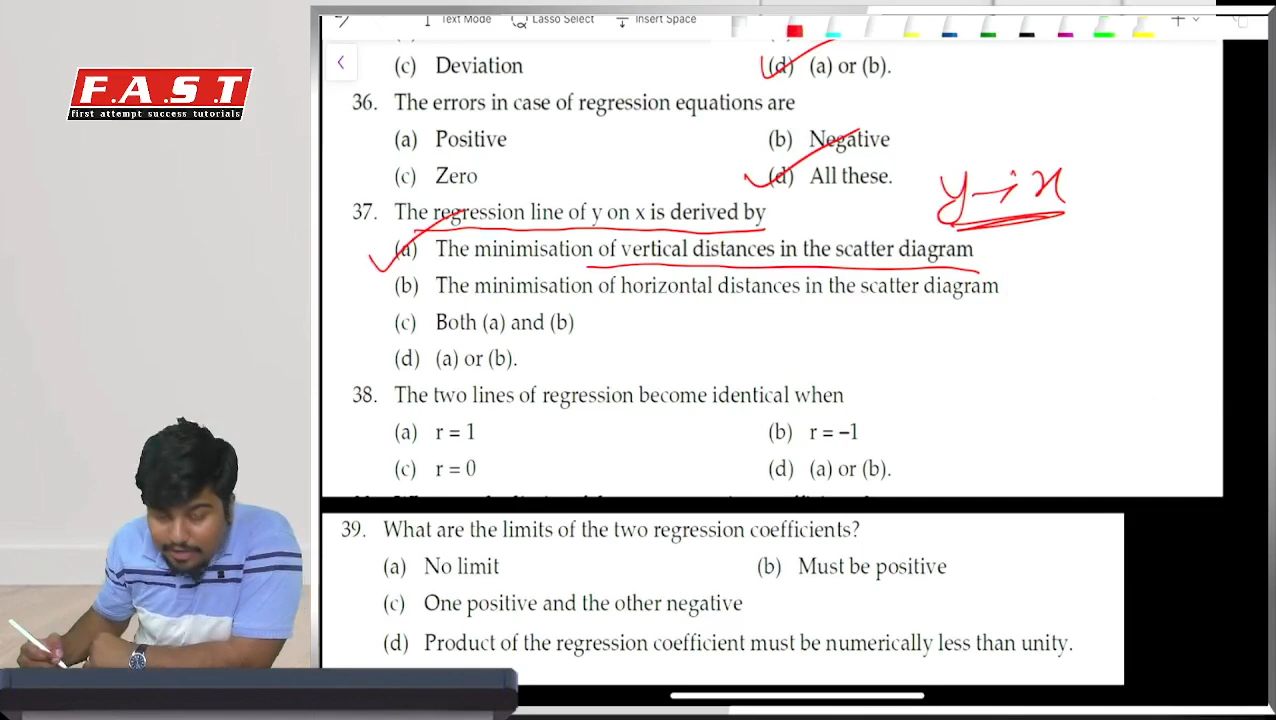 Text Mode Lasso Select Insert Space
F.A.S.T
first attempt success tutorials
(c) Deviation (d) (a) or (b).
36. The errors in case of regression equations are
(a) Positive (b) Negative
(c) Zero (d) All these.
y → x
37. The regression line of y on x is derived by
(a) The minimisation of vertical distances in the scatter diagram
(b) The minimisation of horizontal distances in the scatter diagram
(c) Both (a) and (b)
(d) (a) or (b).
38. The two lines of regression become identical when
(a) r = 1 (b) r = –1
(c) r = 0 (d) (a) or (b).
39. What are the limits of the two regression coefficients?
(a) No limit (b) Must be positive
(c) One positive and the other negative
(d) Product of the regression coefficient must be numerically less than unity.